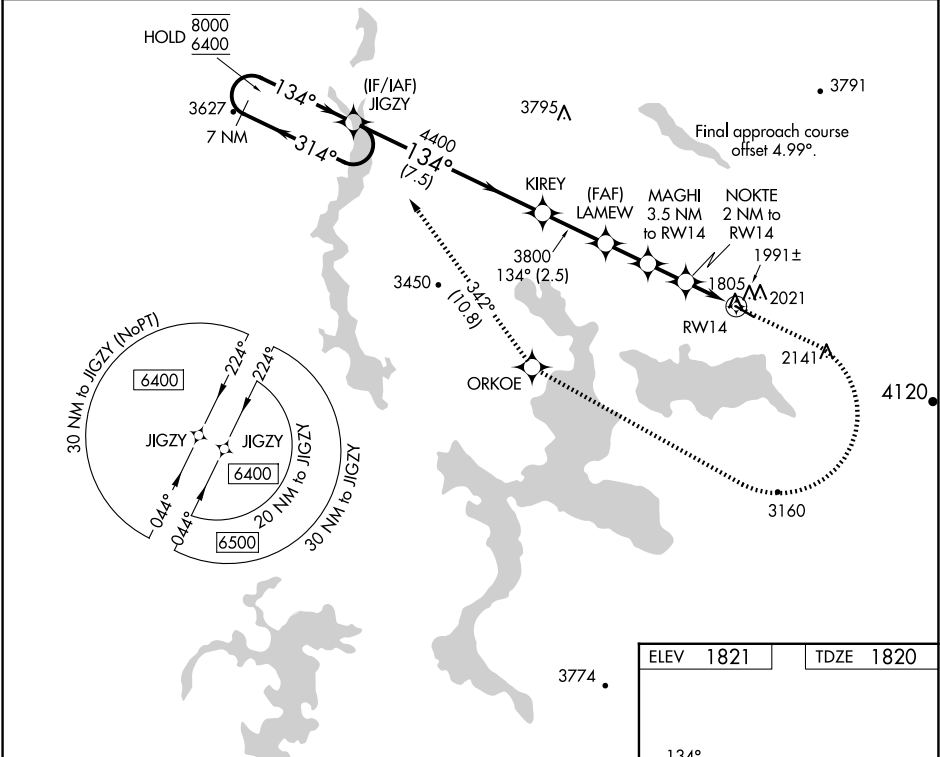 HOLD 8000
6400
134°
(IF/IAF)
JIGZY
3627
7 NM
314°
4400
134°
(7.5)
3795
3791
Final approach course
offset 4.99°.
KIREY
(FAF)
LAMEW
MAGHI
3.5 NM
to RW14
NOKTE
2 NM to
RW14
3800
134° (2.5)
1991±
1805
2021
RW14
3450
342°
(10.8)
ORKOE
2141
4120
3160
30 NM to JIGZY (NoPT)
6400
224°
224°
JIGZY
JIGZY
6400
044°
044°
20 NM to JIGZY
30 NM to JIGZY
6500
3774
ELEV 1821
TDZE 1820
134°